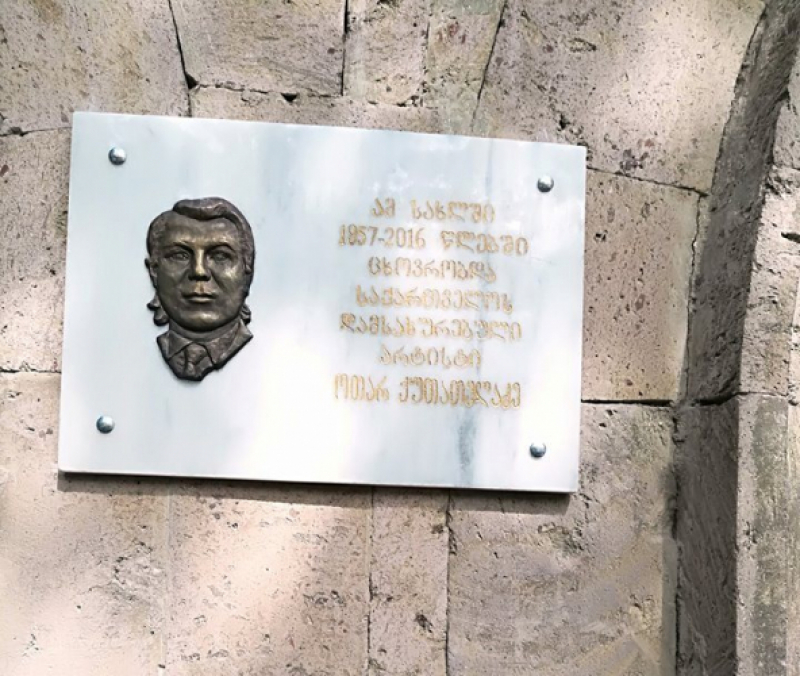 ამ სახლში
1957-2016 წლებში
ცხოვრობდა
საქართველოს
დამსახურებული
არტისტი
ოთარ ქუთათელაძე